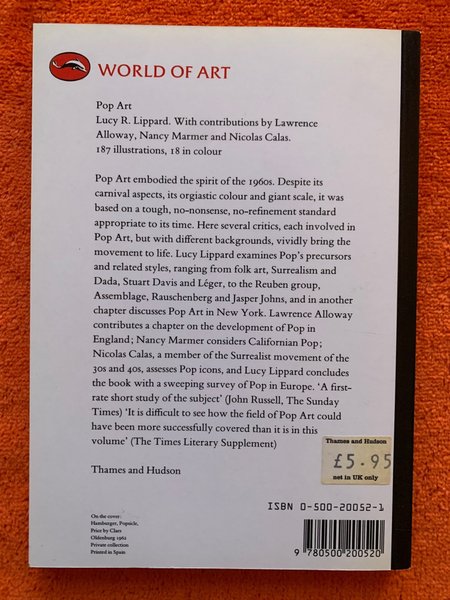 WORLD OF ART
Pop Art
Lucy R. Lippard. With contributions by Lawrence
Alloway, Nancy Marmer and Nicolas Calas.
187 illustrations, 18 in colour
Pop Art embodied the spirit of the 1960s. Despite its
carnival aspects, its orgiastic colour and giant scale, it was
based on a tough, no-nonsense, no-refinement standard
appropriate to its time. Here several critics, each involved in
Pop Art, but with different backgrounds, vividly bring the
movement to life. Lucy Lippard examines Pop's precursors
and related styles, ranging from folk art, Surrealism and
Dada, Stuart Davis and Léger, to the Reuben group,
Assemblage, Rauschenberg and Jasper Johns, and in another
chapter discusses Pop Art in New York. Lawrence Alloway
contributes a chapter on the development of Pop in
England; Nancy Marmer considers Californian Pop;
Nicolas Calas, a member of the Surrealist movement of the
30s and 40s, assesses Pop icons, and Lucy Lippard concludes
the book with a sweeping survey of Pop in Europe. 'A first-
rate short study of the subject' (John Russell, The Sunday
Times) 'It is difficult to see how the field of Pop Art could
have been more successfully covered than it is in this
volume' (The Times Literary Supplement)
Thames and Hudson
Thames and Hudson
£5.95
net in UK only
On the cover:
Hamburger, Popsicle,
Price by Claes
Oldenburg 1962
Private collection
Printed in Spain
ISBN 0-500-20052-1
9 780500 200520